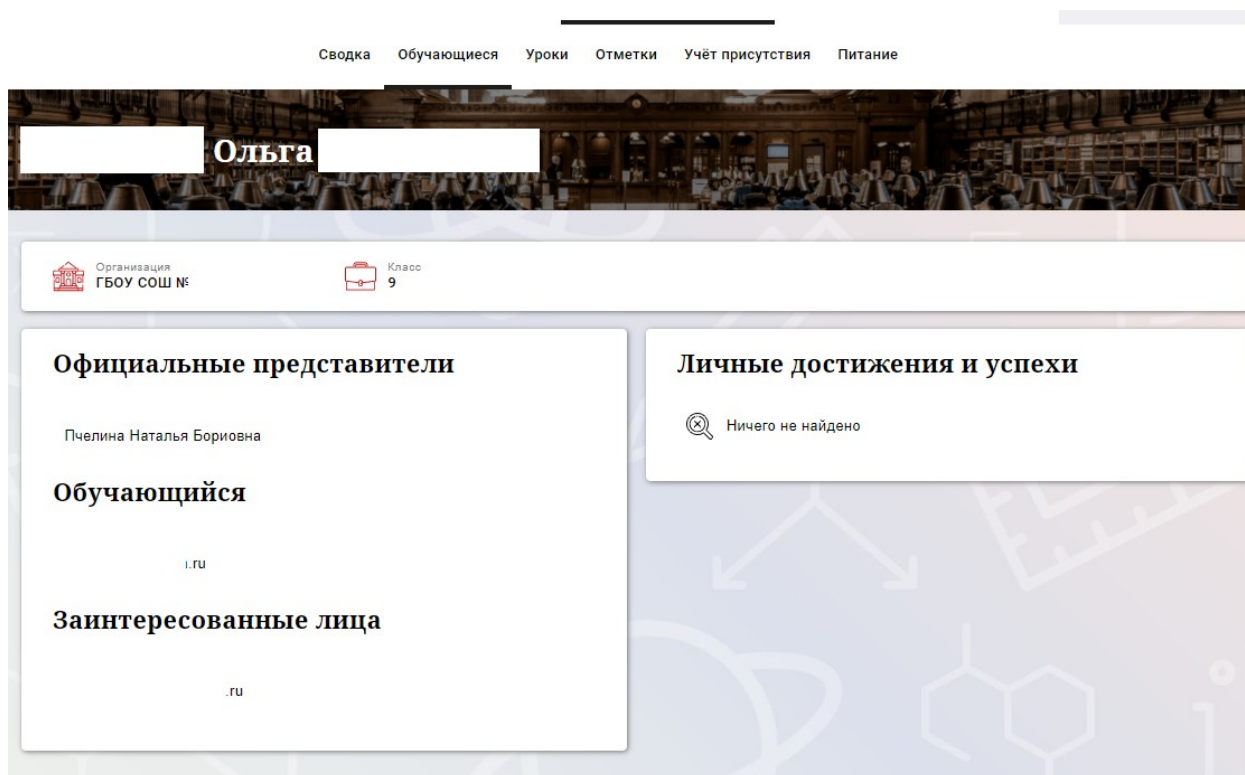 Сводка Обучающиеся Уроки Отметки Учёт присутствия Питание
Ольга
Организация
ГБОУ СОШ №
Класс
9
Официальные представители
Пчелина Наталья Бориовна
Обучающийся
.ru
Заинтересованные лица
.ru
Личные достижения и успехи
Ничего не найдено